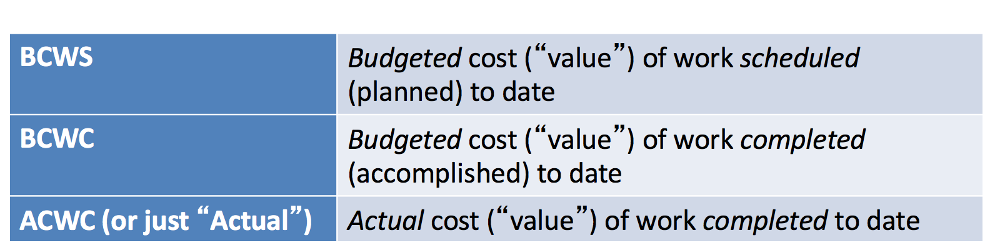 BCWS
Budgeted cost (“value”) of work scheduled
(planned) to date
BCWC
Budgeted cost (“value”) of work completed
(accomplished) to date
ACWC (or just “Actual”)
Actual cost (“value”) of work completed to date